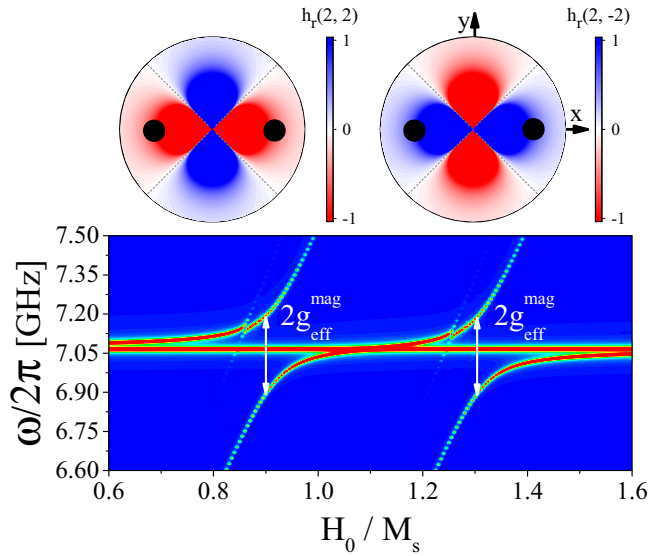 h_r(2, 2)
1
0
-1
y
x
h_r(2, -2)
1
0
-1
ω/2π [GHz]
7.50
7.35
7.20
7.05
6.90
6.75
6.60
2g_eff^mag
2g_eff^mag
0.6 0.8 1.0 1.2 1.4 1.6
H_0 / M_s